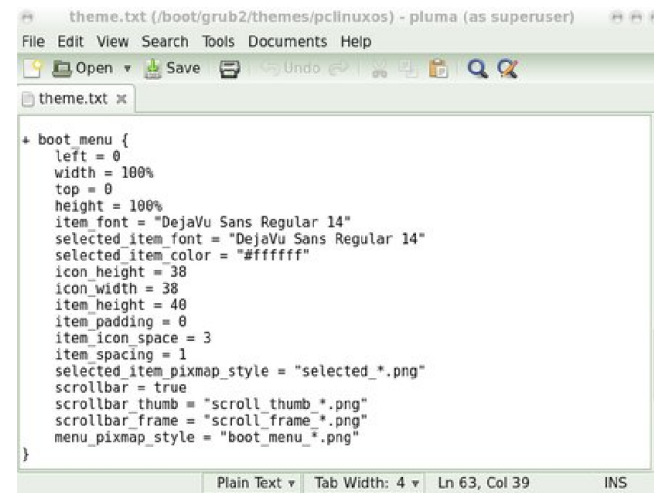 theme.txt (/boot/grub2/themes/pclinuxos) - pluma (as superuser)
File Edit View Search Tools Documents Help
Open Save Undo
theme.txt
+ boot_menu {
    left = 0
    width = 100%
    top = 0
    height = 100%
    item_font = "DejaVu Sans Regular 14"
    selected_item_font = "DejaVu Sans Regular 14"
    selected_item_color = "#ffffff"
    icon_height = 38
    icon_width = 38
    item_height = 40
    item_padding = 0
    item_icon_space = 3
    item_spacing = 1
    selected_item_pixmap_style = "selected_*.png"
    scrollbar = true
    scrollbar_thumb = "scroll_thumb_*.png"
    scrollbar_frame = "scroll_frame_*.png"
    menu_pixmap_style = "boot_menu_*.png"
}
Plain Text Tab Width: 4 Ln 63, Col 39 INS